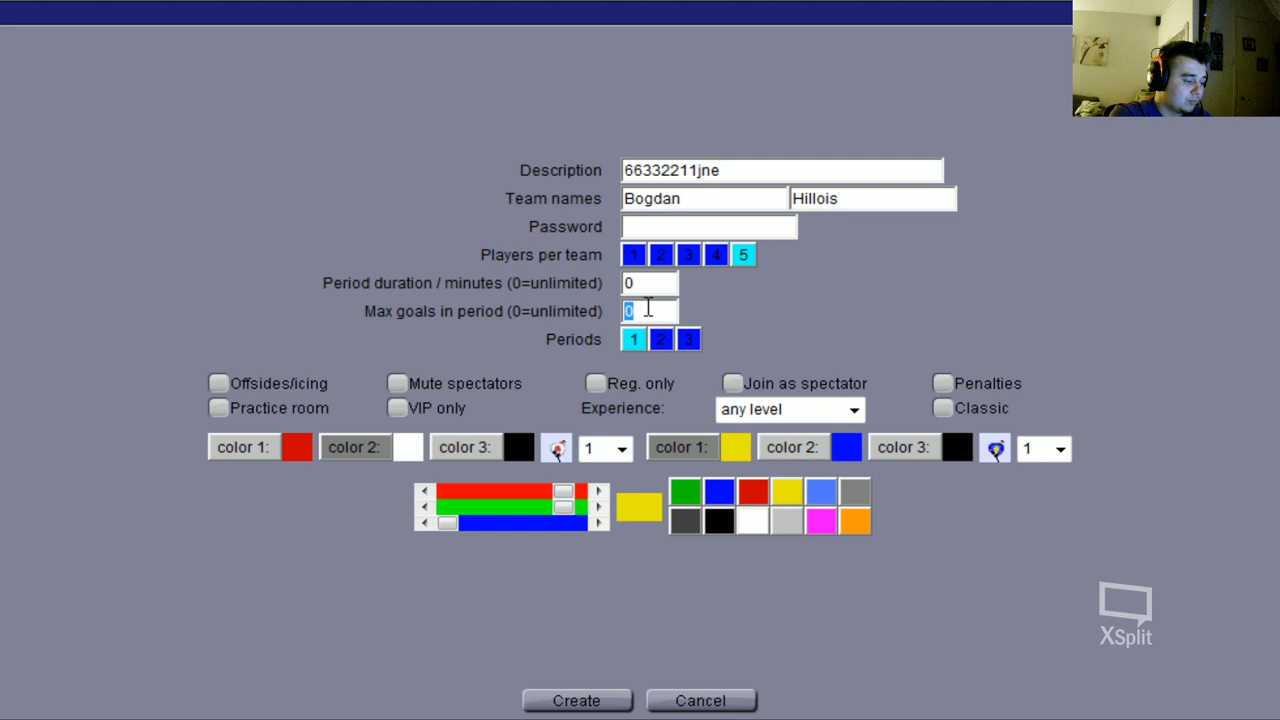 Description 66332211jne
Team names Bogdan Hillois
Password
Players per team 1 2 3 4 5
Period duration / minutes (0=unlimited) 0
Max goals in period (0=unlimited) 0
Periods 1 2 3
Offsides/icing Mute spectators Reg. only Join as spectator Penalties
Practice room VIP only Experience: any level Classic
color 1: color 2: color 3: 1 color 1: color 2: color 3: 1
XSplit
Create Cancel